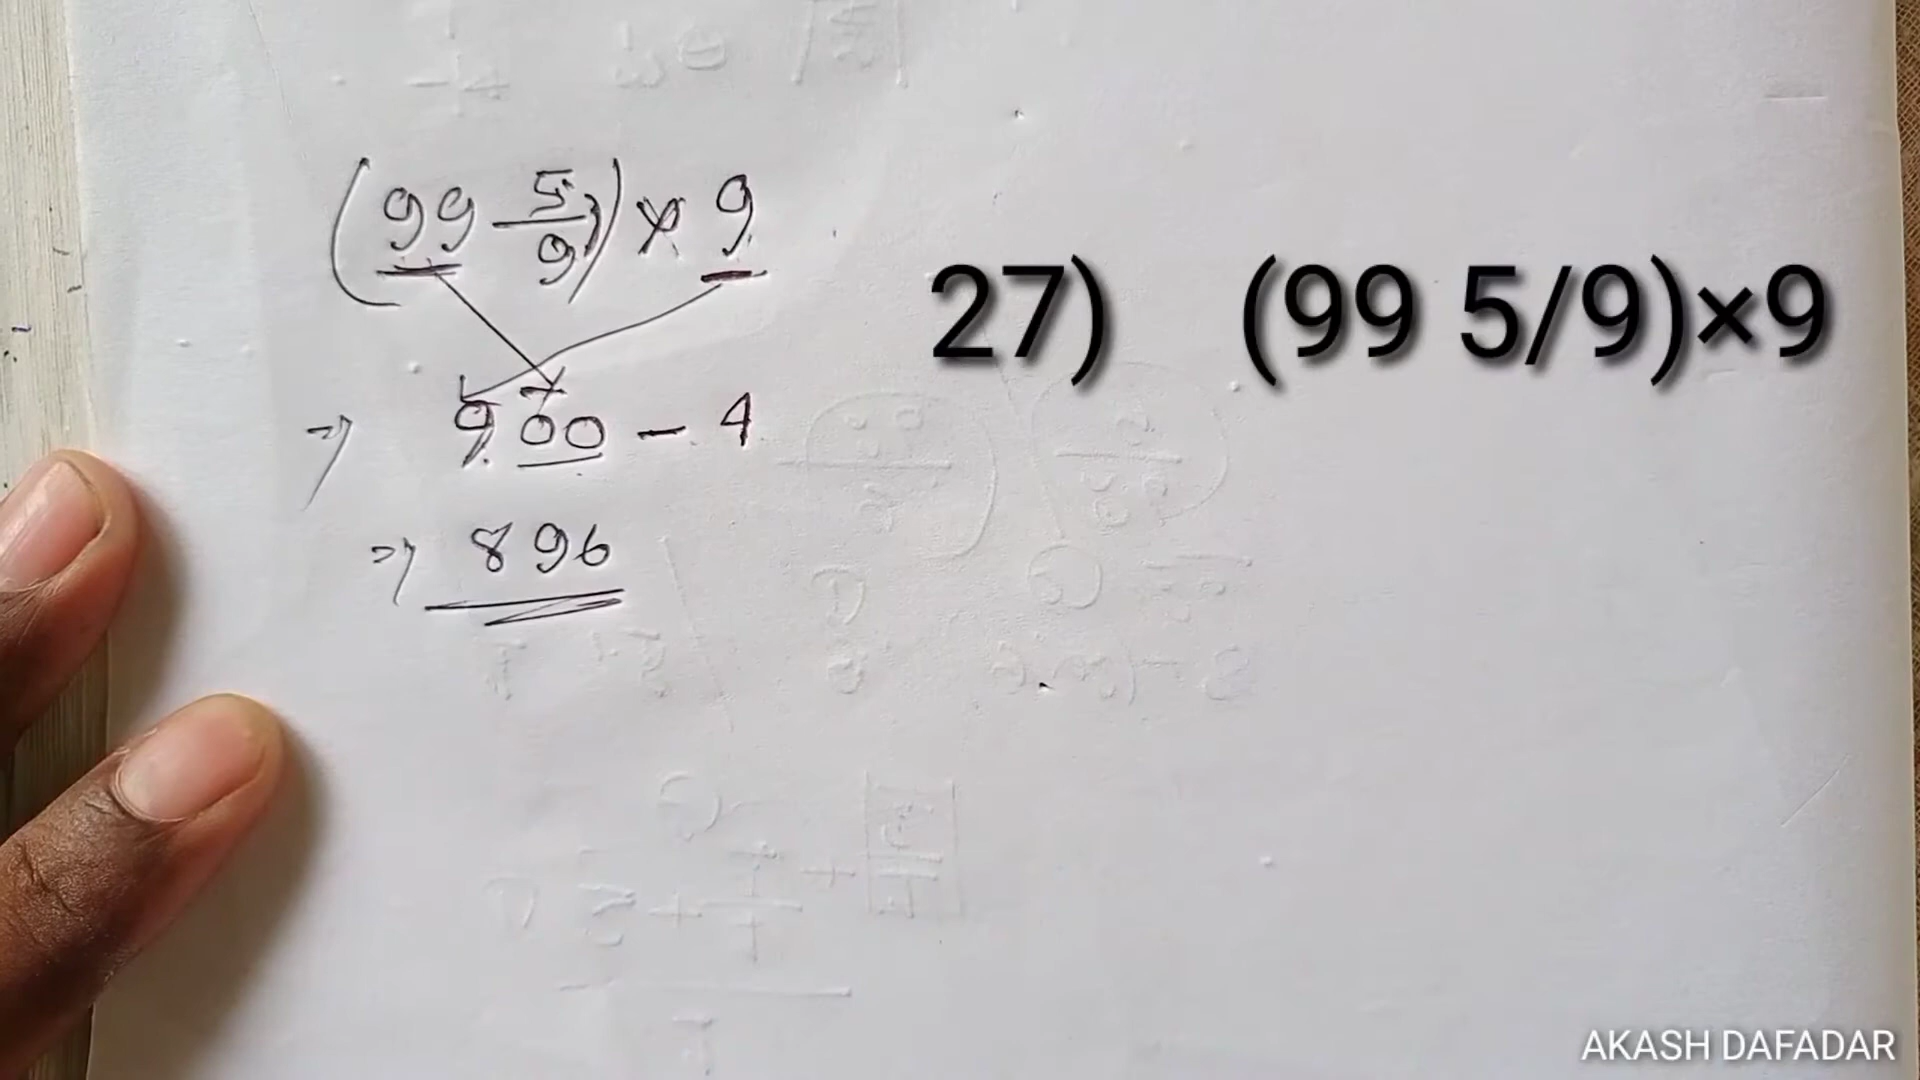 (99 5/9) × 9
27) (99 5/9)×9
⇒ 900 - 4
⇒ 896
AKASH DAFADAR